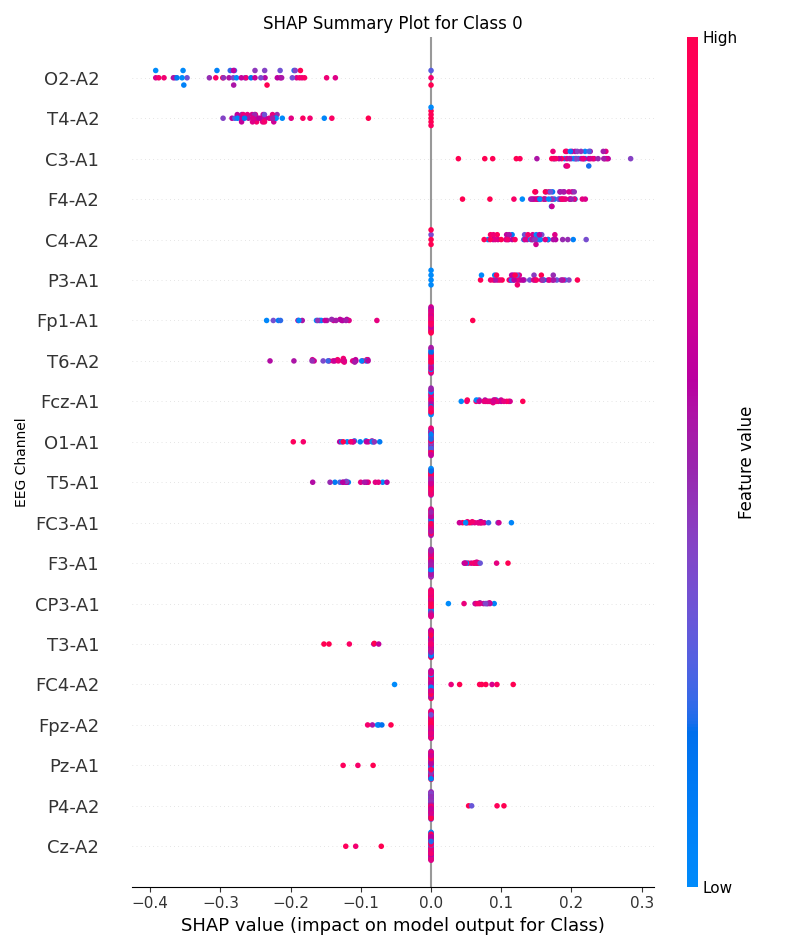 SHAP Summary Plot for Class 0
High
O2-A2
T4-A2
C3-A1
F4-A2
C4-A2
P3-A1
Fp1-A1
T6-A2
Fcz-A1
O1-A1
T5-A1
FC3-A1
F3-A1
CP3-A1
T3-A1
FC4-A2
Fpz-A2
Pz-A1
P4-A2
Cz-A2
EEG Channel
Feature value
Low
−0.4 −0.3 −0.2 −0.1 0.0 0.1 0.2 0.3
SHAP value (impact on model output for Class)